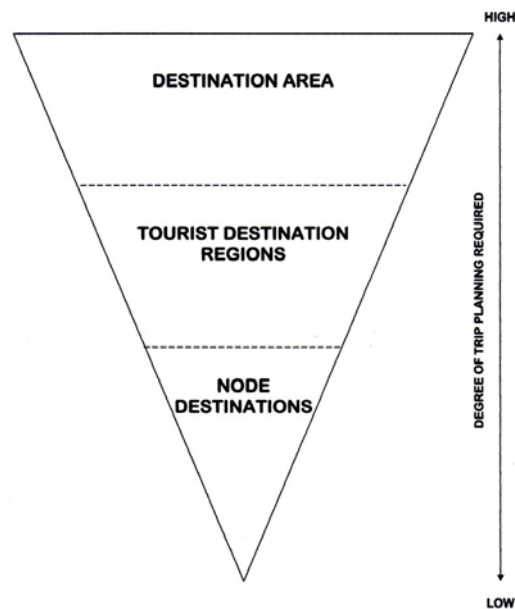 HIGH
DESTINATION AREA
TOURIST DESTINATION
REGIONS
DEGREE OF TRIP PLANNING REQUIRED
NODE
DESTINATIONS
LOW